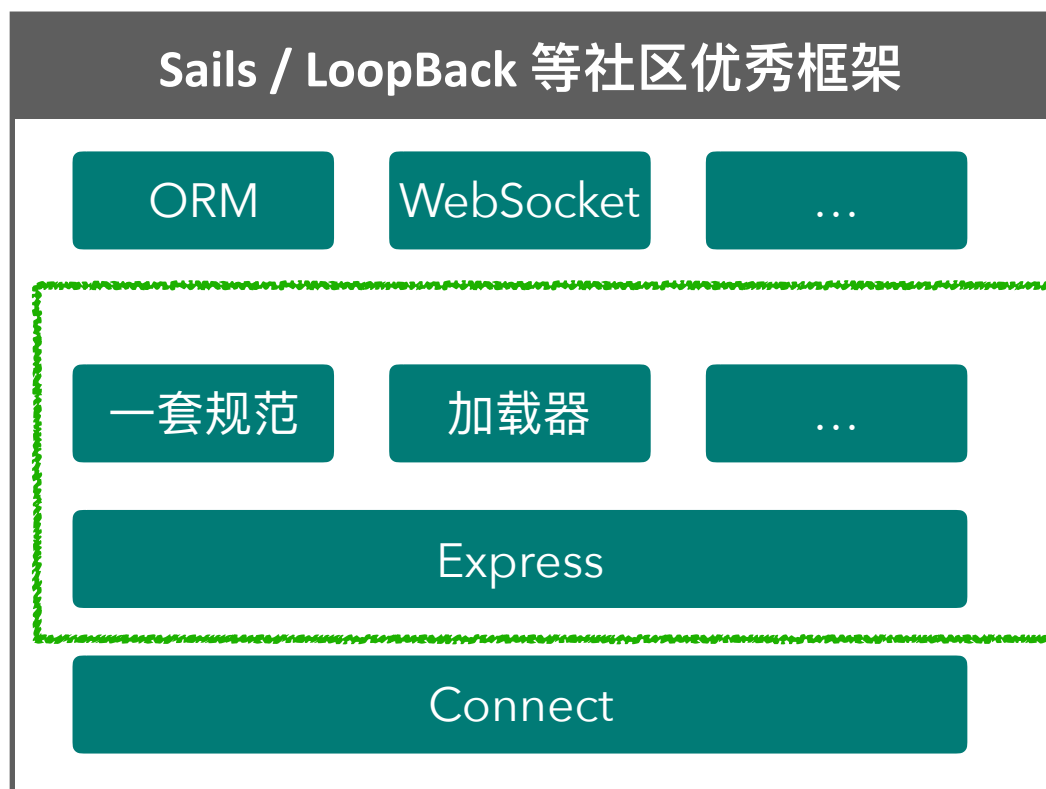 Sails / LoopBack 等社区优秀框架
ORM
WebSocket
...
一套规范
加载器
...
Express
Connect